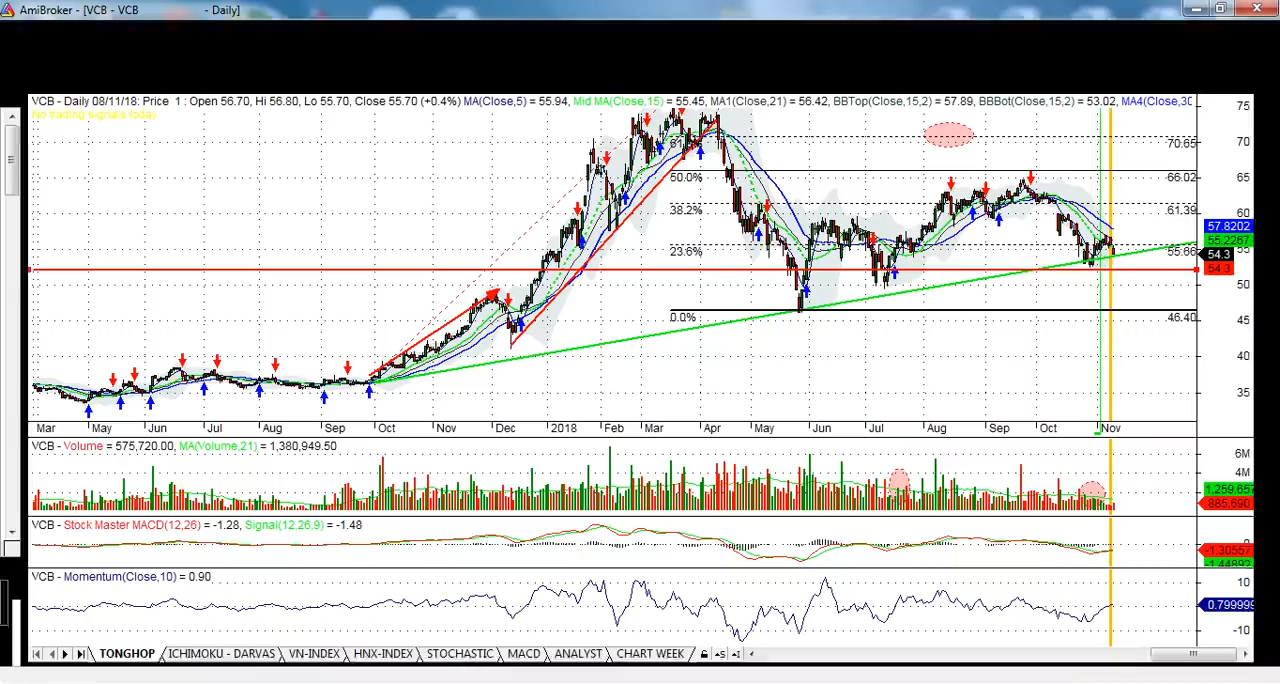 AmiBroker - [VCB - VCB - Daily]
VCB - Daily 08/11/18: Price 1 : Open 56.70, Hi 56.80, Lo 55.70, Close 55.70 (+0.4%) MA(Close,5) = 55.94, Mid MA(Close,15) = 55.45, MA1(Close,21) = 56.42, BBTop(Close,15,2) = 57.89, BBBot(Close,15,2) = 53.02, MA4(Close,30
No trading signals today
75
70
65
60
50
45
40
35
70.65
50.0% 66.02
38.2% 61.39
23.6% 55.66
0.0% 46.40
57.8202
55.2267
54.3
54.3
Mar May Jun Jul Aug Sep Oct Nov Dec 2018 Feb Mar Apr May Jun Jul Aug Sep Oct Nov
VCB - Volume = 575,720.00, MA(Volume,21) = 1,380,949.50
6M
4M
1,259,657
885,690
VCB - Stock Master MACD(12,26) = -1.28, Signal(12,26,9) = -1.48
0
-1.30557
-1.44892
VCB - Momentum(Close,10) = 0.90
10
0.799999
-10
TONGHOP ICHIMOKU - DARVAS VN-INDEX HNX-INDEX STOCHASTIC MACD ANALYST CHART WEEK